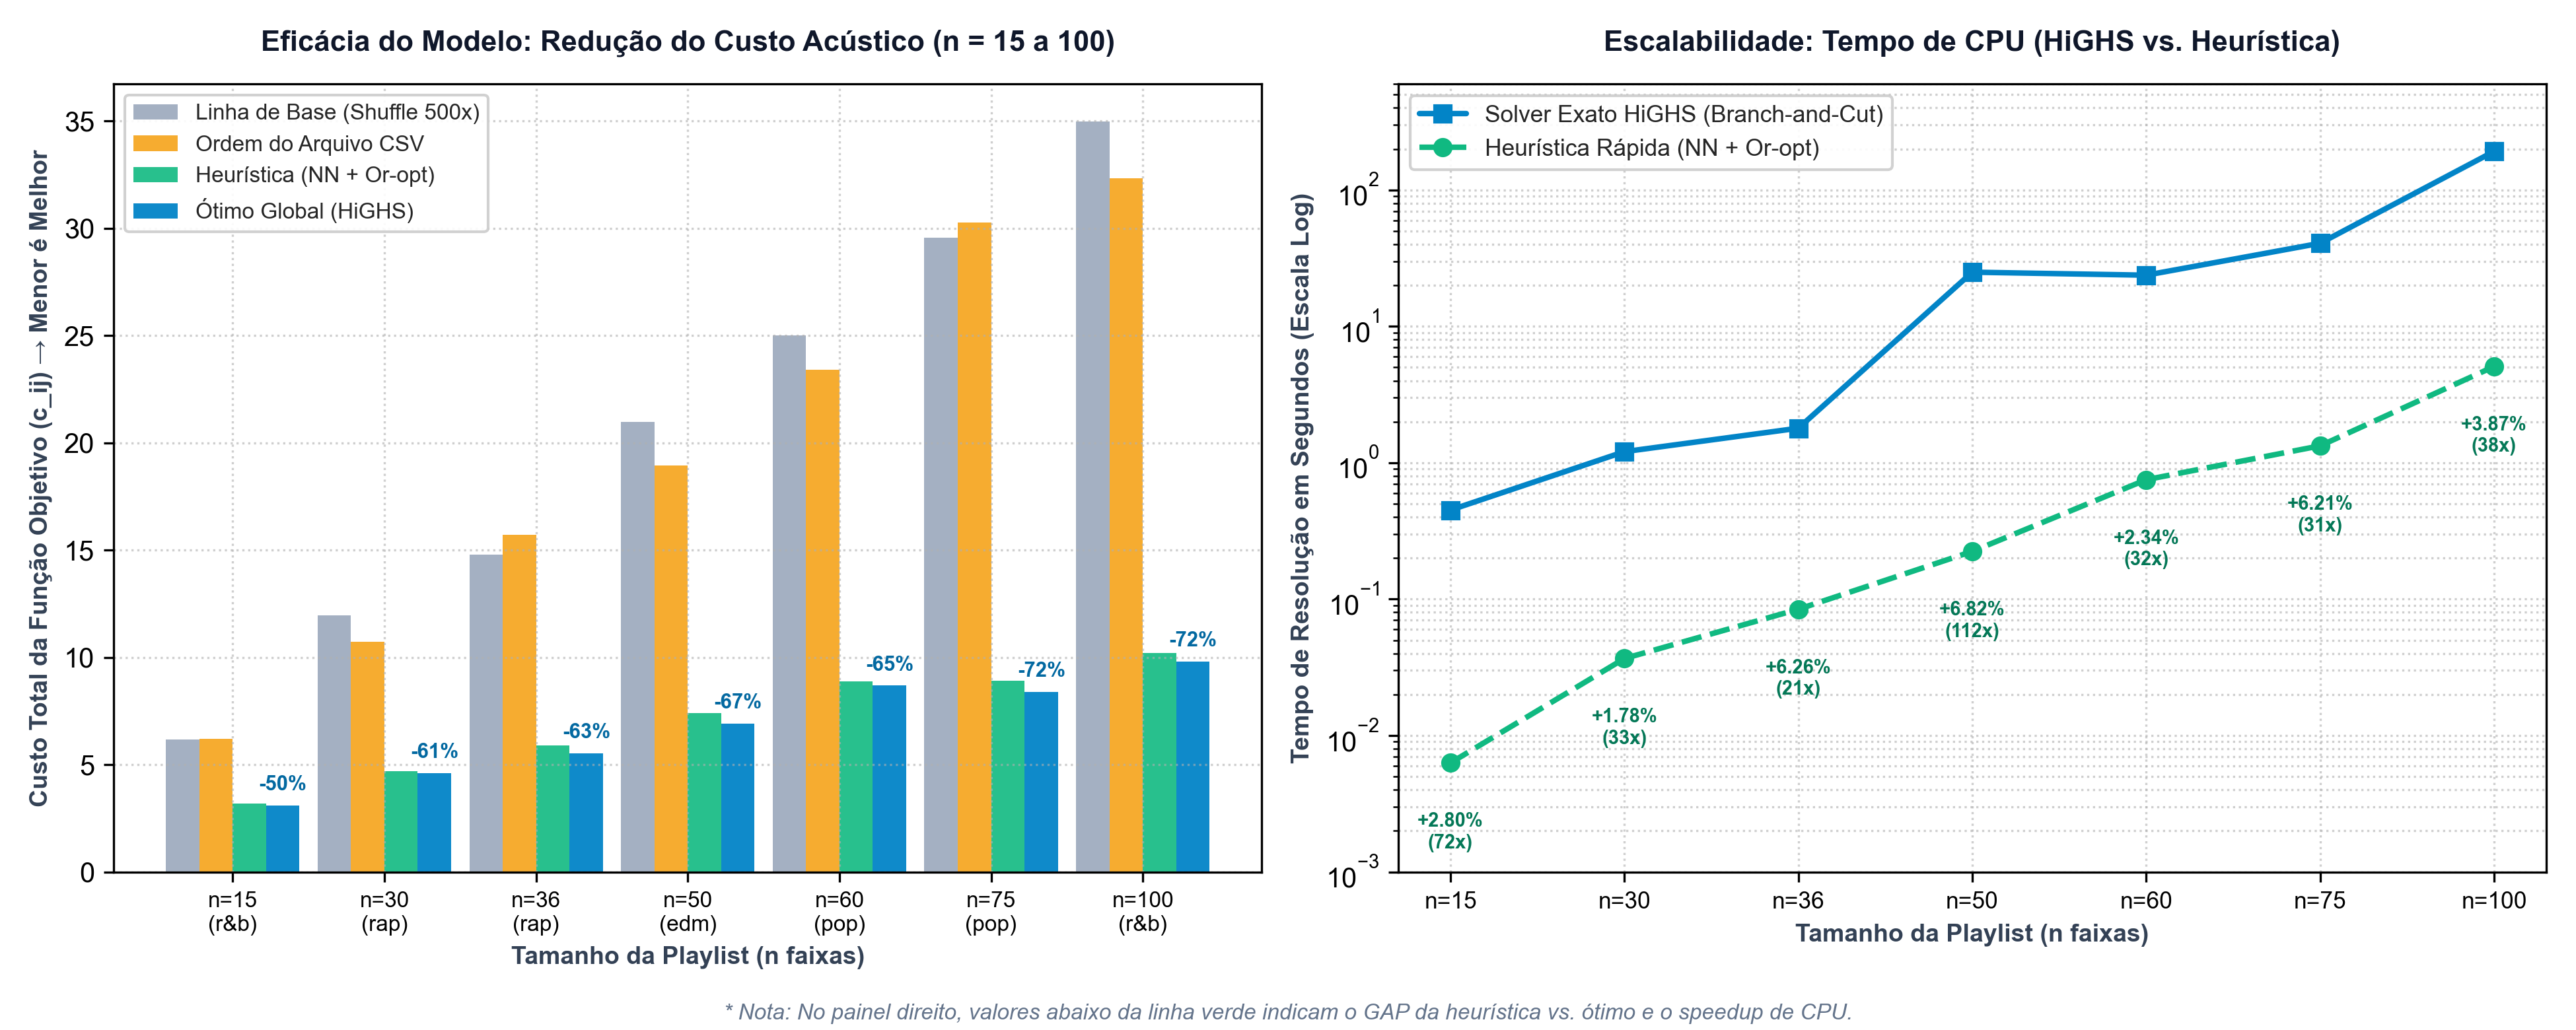 Eficácia do Modelo: Redução do Custo Acústico (n = 15 a 100)
Custo Total da Função Objetivo (c_ij) → Menor é Melhor
Linha de Base (Shuffle 500x)
Ordem do Arquivo CSV
Heurística (NN + Or-opt)
Ótimo Global (HiGHS)
35
30
25
20
15
10
5
0
-50%
-61%
-63%
-67%
-65%
-72%
-72%
n=15
(r&b)
n=30
(rap)
n=36
(rap)
n=50
(edm)
n=60
(pop)
n=75
(pop)
n=100
(r&b)
Tamanho da Playlist (n faixas)
Escalabilidade: Tempo de CPU (HiGHS vs. Heurística)
Tempo de Resolução em Segundos (Escala Log)
Solver Exato HiGHS (Branch-and-Cut)
Heurística Rápida (NN + Or-opt)
10²
10¹
10⁰
10⁻¹
10⁻²
10⁻³
+2.80%
(72x)
+1.78%
(33x)
+6.26%
(21x)
+6.82%
(112x)
+2.34%
(32x)
+6.21%
(31x)
+3.87%
(38x)
n=15
n=30
n=36
n=50
n=60
n=75
n=100
Tamanho da Playlist (n faixas)
* Nota: No painel direito, valores abaixo da linha verde indicam o GAP da heurística vs. ótimo e o speedup de CPU.